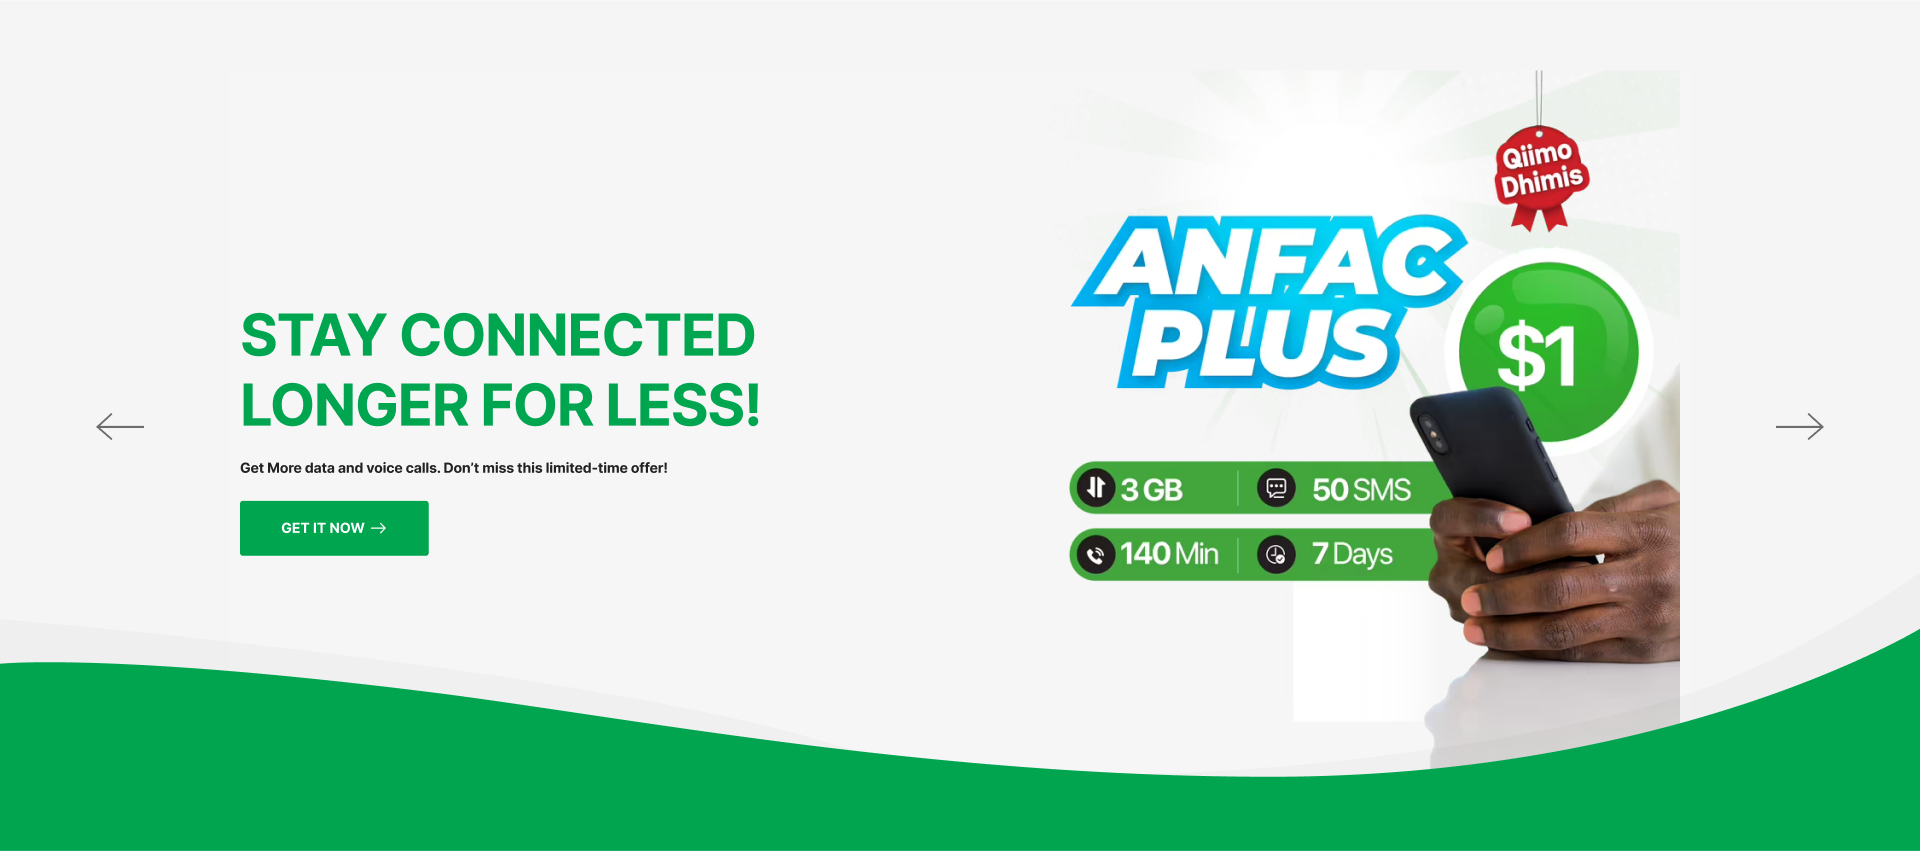 STAY CONNECTED
LONGER FOR LESS!
Get More data and voice calls. Don't miss this limited-time offer!
GET IT NOW
Qiimo
Dhimis
ANFAC
PLUS
$1
3 GB
50 SMS
140 Min
7 Days